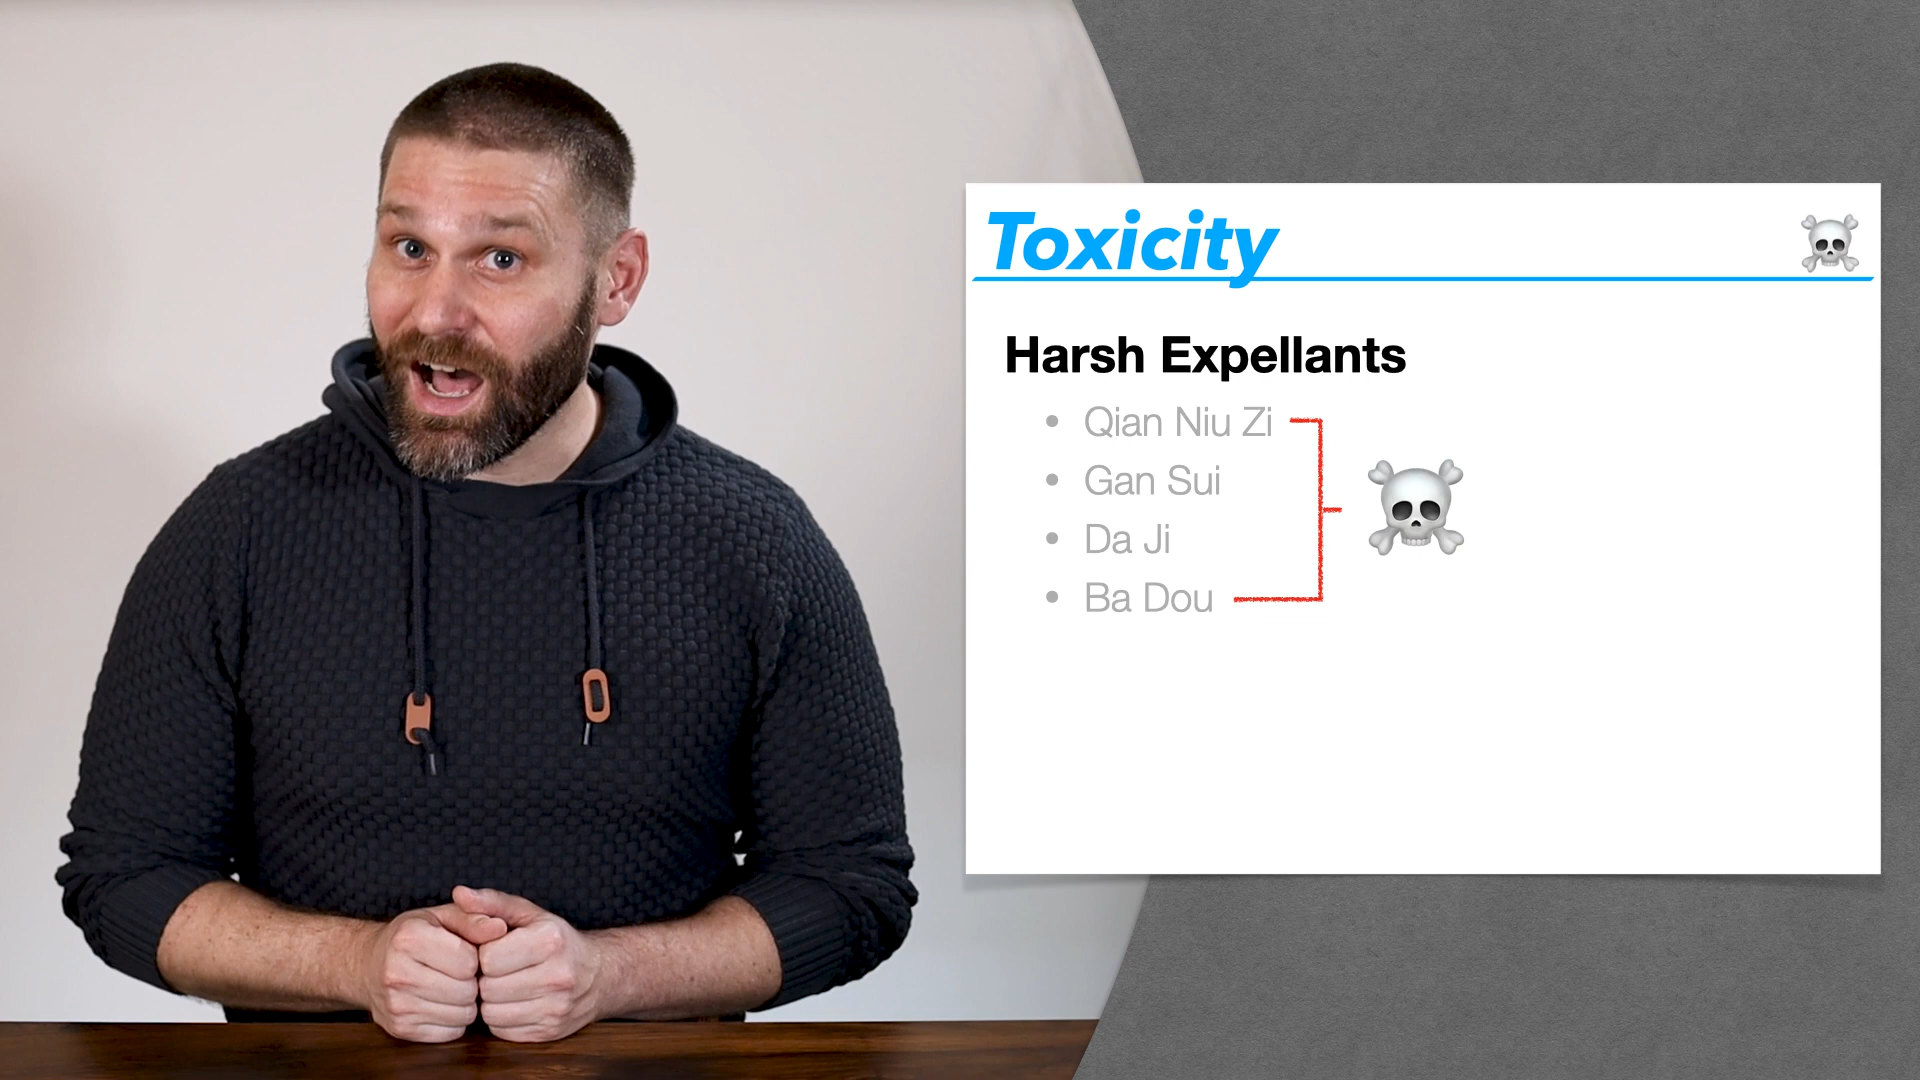 Toxicity
Harsh Expellants
• Qian Niu Zi
• Gan Sui
• Da Ji
• Ba Dou